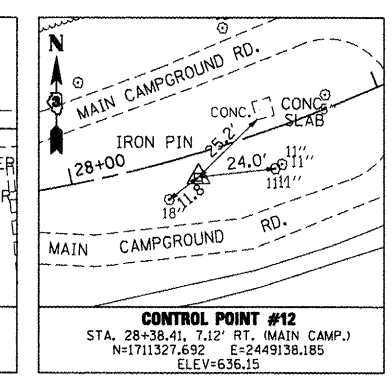 N
MAIN CAMPGROUND RD.
CONC.
CONC.
SLAB
IRON PIN
25.2'
28+00
24.0'
11"
11"
11"
11"
11.8'
18"
MAIN CAMPGROUND RD.
CONTROL POINT #12
STA. 28+38.41, 7.12' RT. (MAIN CAMP.)
N=1711327.692 E=2449138.185
ELEV=636.15